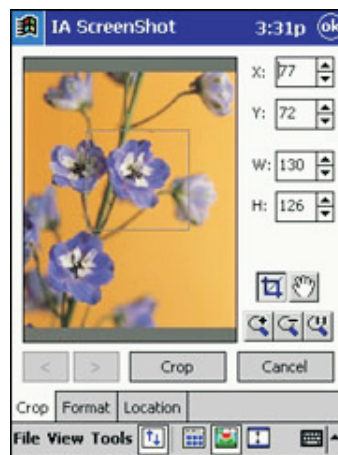 IA ScreenShot 3:31p ok
X: 77
Y: 72
W: 130
H: 126
< > Crop Cancel
Crop Format Location
File View Tools